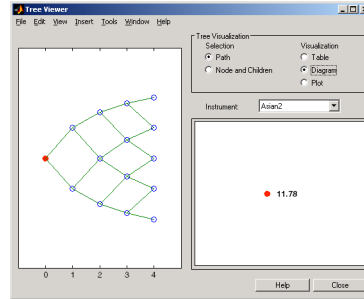 Tree Viewer
File Edit View Insert Tools Window Help
Tree Visualization
Selection
Visualization
Path
Table
Node and Children
Diagram
Plot
Instrument:
Asian2
11.78
0 1 2 3 4
Help
Close